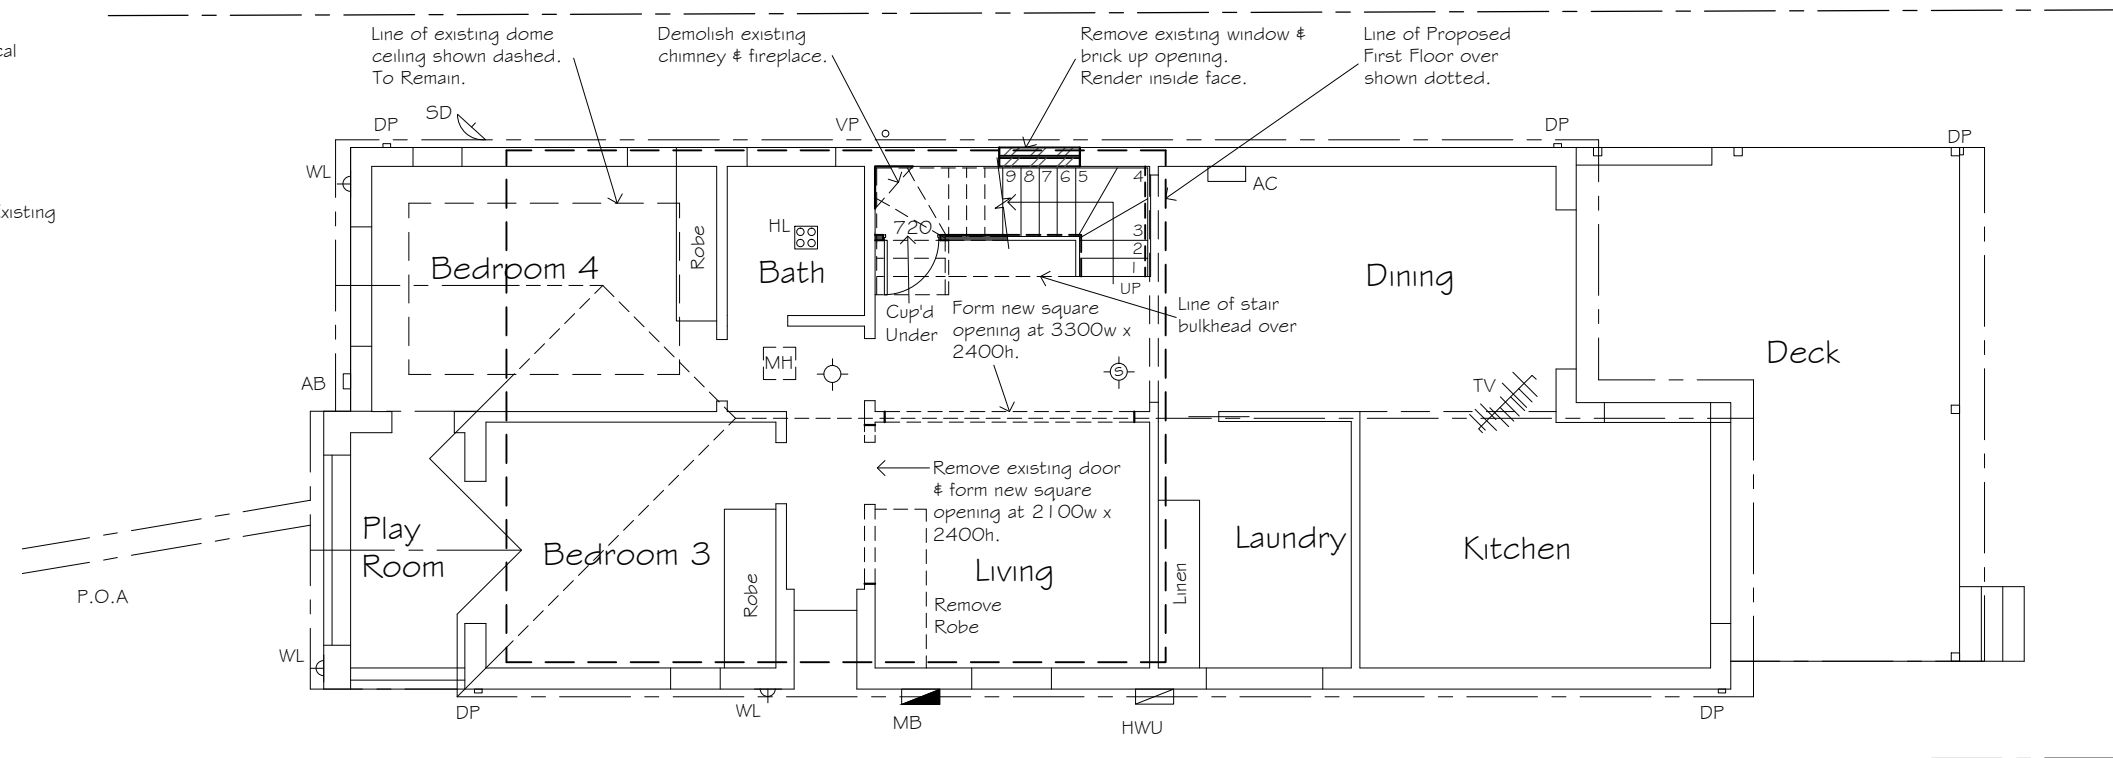 cal
xisting
Line of existing dome
ceiling shown dashed.
To Remain.
Demolish existing
chimney & fireplace.
Remove existing window &
brick up opening.
Render inside face.
Line of Proposed
First Floor over
shown dotted.
DP
SD
VP
DP
DP
WL
AC
9 8 7 6 5 4
3
2
1
UP
720
HL
Robe
Bedroom 4
Bath
Dining
Deck
Cup'd
Under
Form new square
opening at 3300w x
2400h.
Line of stair
bulkhead over
MH
S
AB
TV
Remove existing door
& form new square
opening at 2100w x
2400h.
Play
Room
Bedroom 3
Living
Laundry
Kitchen
Robe
Linen
Remove
Robe
P.O.A
WL
DP
WL
MB
HWU
DP